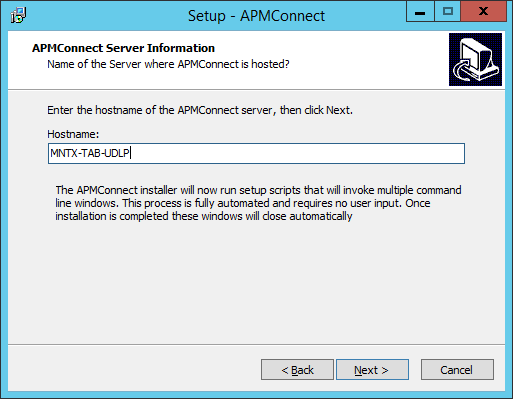 Setup - APMConnect
APMConnect Server Information
Name of the Server where APMConnect is hosted?
Enter the hostname of the APMConnect server, then click Next.
Hostname:
MNTX-TAB-UDLP
The APMConnect installer will now run setup scripts that will invoke multiple command
line windows. This process is fully automated and requires no user input. Once
installation is completed these windows will close automatically
< Back
Next >
Cancel